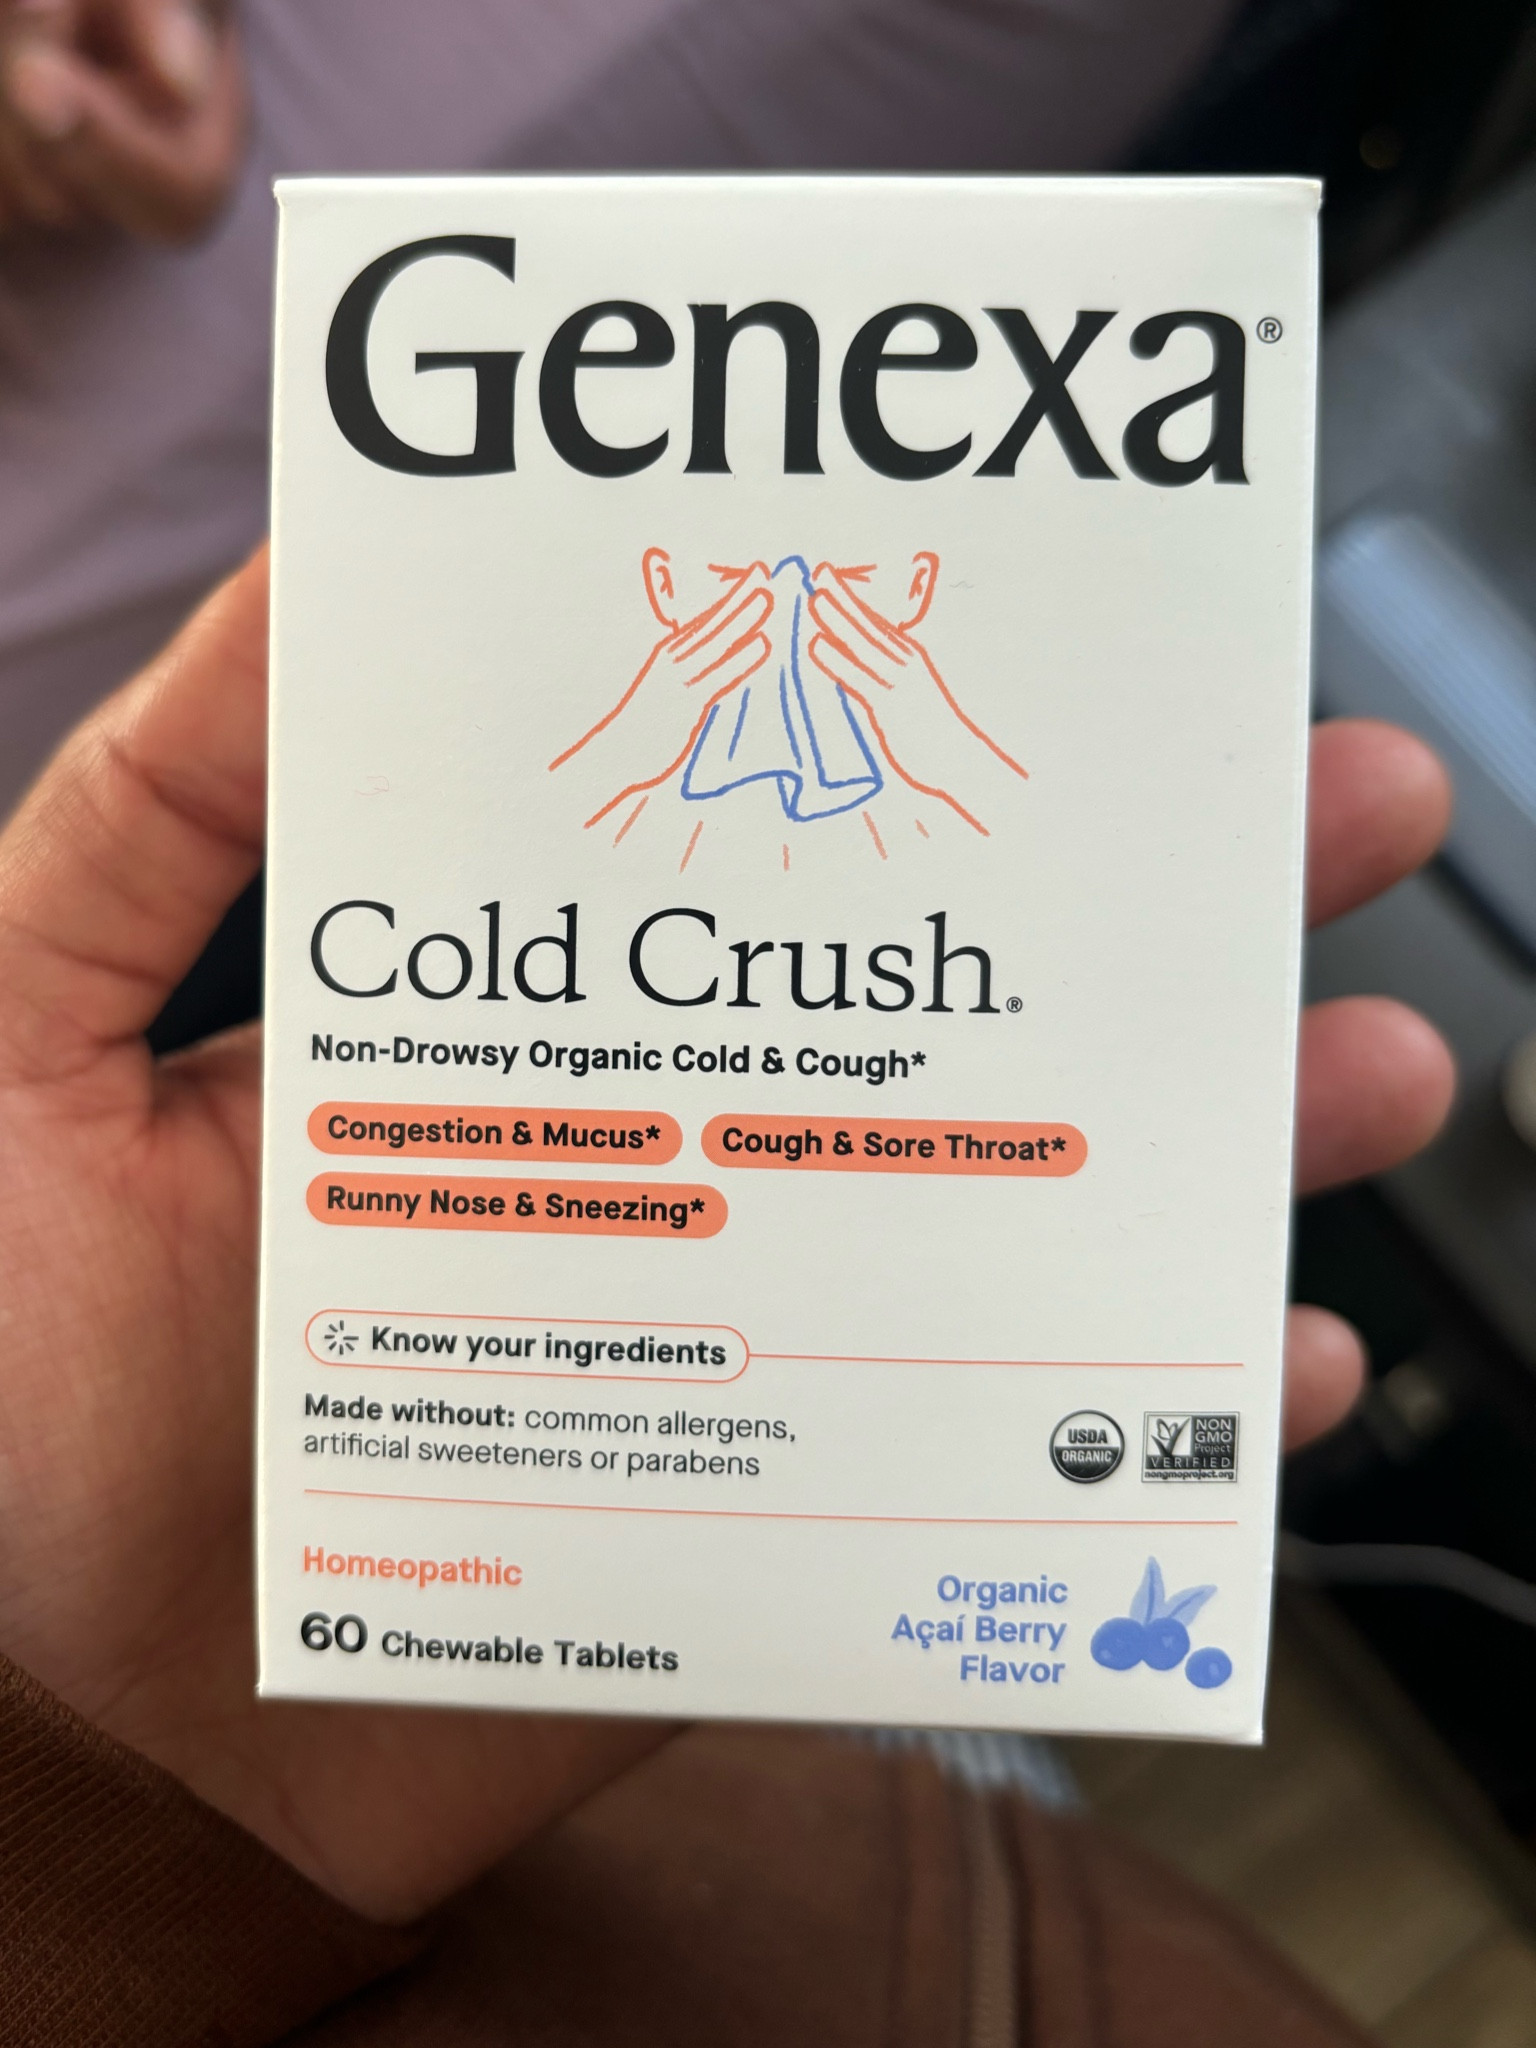 Genexa®
Cold Crush®
Non-Drowsy Organic Cold & Cough*
Congestion & Mucus* Cough & Sore Throat*
Runny Nose & Sneezing*
Know your ingredients
Made without: common allergens,
artificial sweeteners or parabens
USDA
ORGANIC
NON
GMO
Project
VERIFIED
nongmoproject.org
Homeopathic
60 Chewable Tablets
Organic
Açaí Berry
Flavor